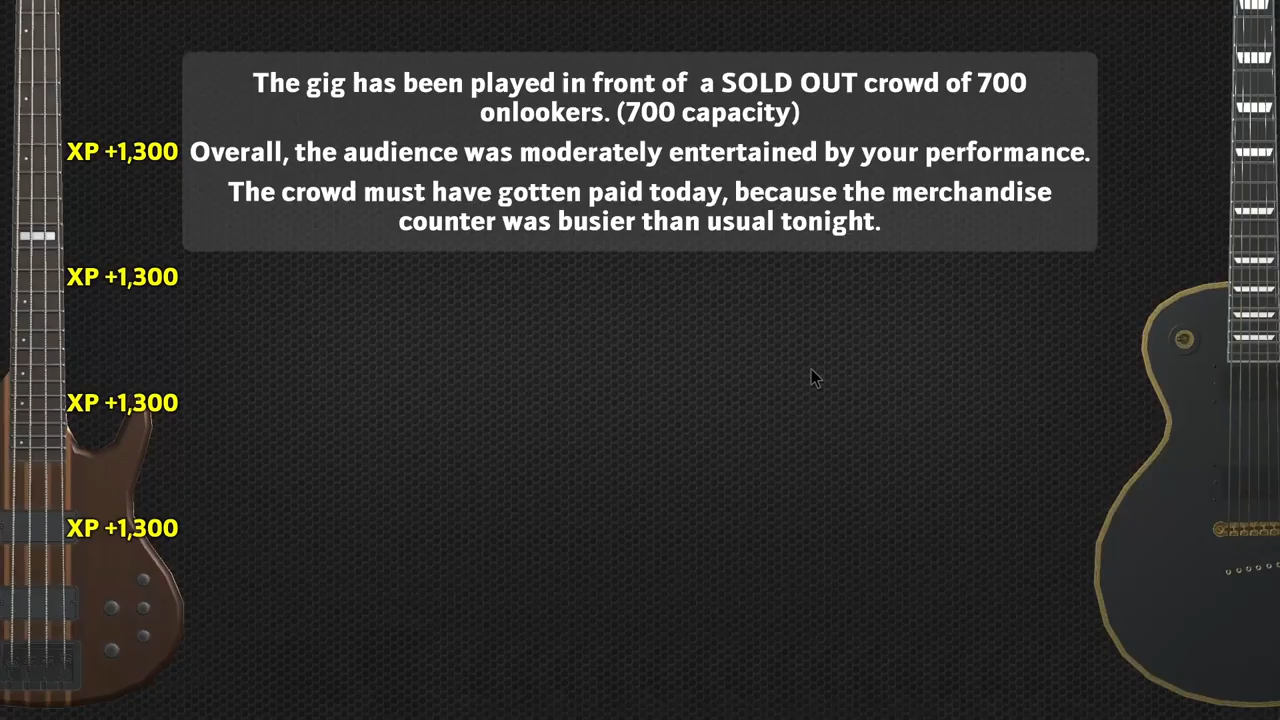 The gig has been played in front of  a SOLD OUT crowd of 700
onlookers. (700 capacity)
XP +1,300
Overall, the audience was moderately entertained by your performance.
The crowd must have gotten paid today, because the merchandise
counter was busier than usual tonight.
XP +1,300
XP +1,300
XP +1,300